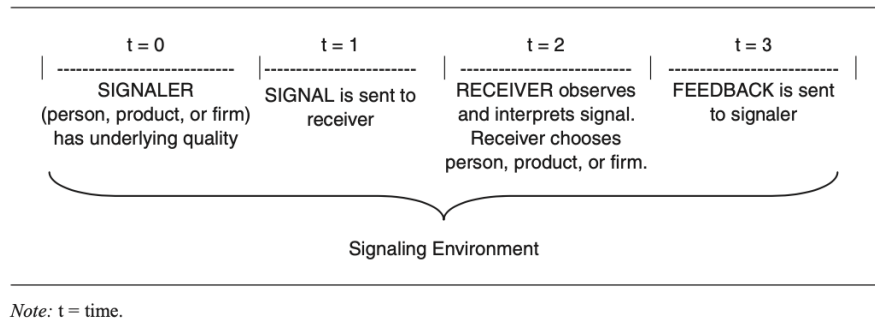 t = 0
t = 1
t = 2
t = 3
SIGNALER
(person, product, or firm)
has underlying quality
SIGNAL is sent to
receiver
RECEIVER observes
and interprets signal.
Receiver chooses
person, product, or firm.
FEEDBACK is sent
to signaler
Signaling Environment
Note: t = time.